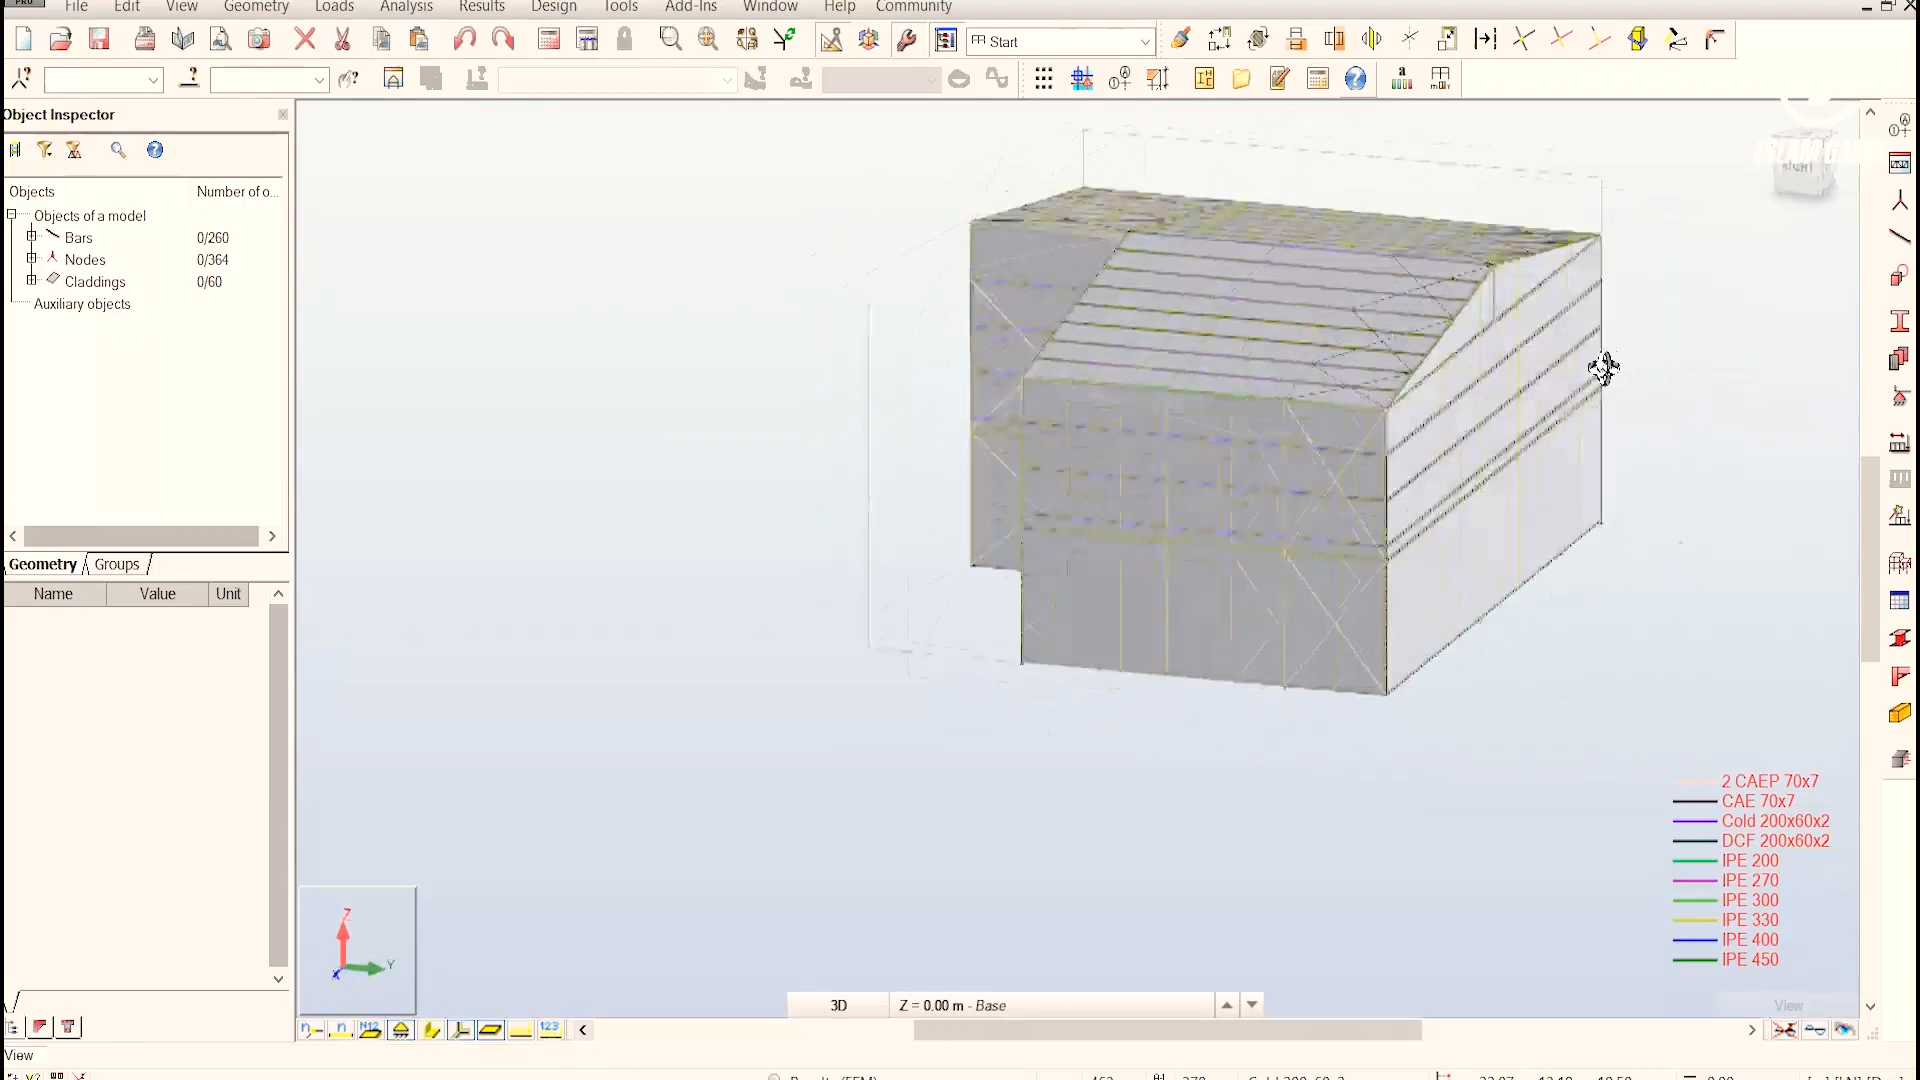 PRO
File Edit View Geometry Loads Analysis Results Design Tools Add-Ins Window Help Community
Start
Object Inspector
Objects Number of o...
Objects of a model
Bars 0/260
Nodes 0/364
Claddings 0/60
Auxiliary objects
Geometry Groups
Name Value Unit
RIGHT
2 CAEP 70x7
CAE 70x7
Cold 200x60x2
DCF 200x60x2
IPE 200
IPE 270
IPE 300
IPE 330
IPE 400
IPE 450
Z
Y
X
3D Z = 0.00 m - Base
View
View